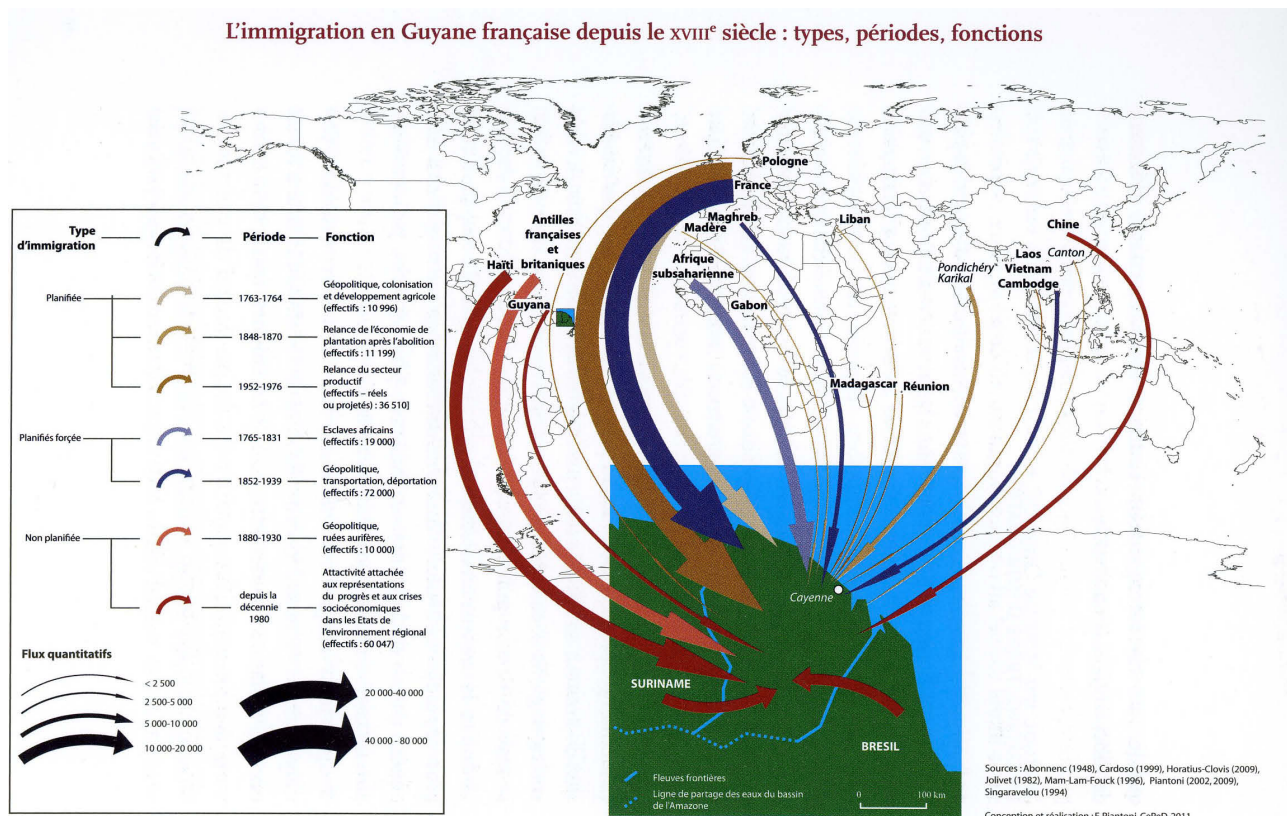 L'immigration en Guyane française depuis le XVIIIe siècle : types, périodes, fonctions
Pologne
France
Maghreb
Madère
Liban
Chine
Canton
Antilles
françaises
et
britanniques
Haïti
Guyana
Afrique
subsaharienne
Gabon
Pondichéry
Karikal
Laos
Vietnam
Cambodge
Madagascar
Réunion
Cayenne
SURINAME
BRESIL
Fleuves frontières
Ligne de partage des eaux du bassin
de l'Amazone
0 100 km
Type
d'immigration
Période
Fonction
Planifiée
1763-1764
Géopolitique, colonisation
et développement agricole
(effectifs : 10 996)
1848-1870
Relance de l'économie de
plantation après l'abolition
(effectifs : 11 199)
1952-1976
Relance du secteur
productif
(effectifs – réels
ou projetés) : 36 510]
Planifiés forçée
1765-1831
Esclaves africains
(effectifs : 19 000)
1852-1939
Géopolitique,
transportation, déportation
(effectifs : 72 000)
Non planifiée
1880-1930
Géopolitique,
ruées aurifères,
(effectifs : 10 000)
depuis la
décennie
1980
Attactivité attachée
aux représentations
du progrès et aux crises
socioéconomiques
dans les Etats de
l'environnement régional
(effectifs : 60 047)
Flux quantitatifs
< 2 500
2 500-5 000
5 000-10 000
10 000-20 000
20 000-40 000
40 000 - 80 000
Sources : Abonnenc (1948), Cardoso (1999), Horatius-Clovis (2009),
Jolivet (1982), Mam-Lam-Fouck (1996), Piantoni (2002, 2009),
Singaravelou (1994)
Conception et réalisation : F. Piantoni, CePeD, 2011